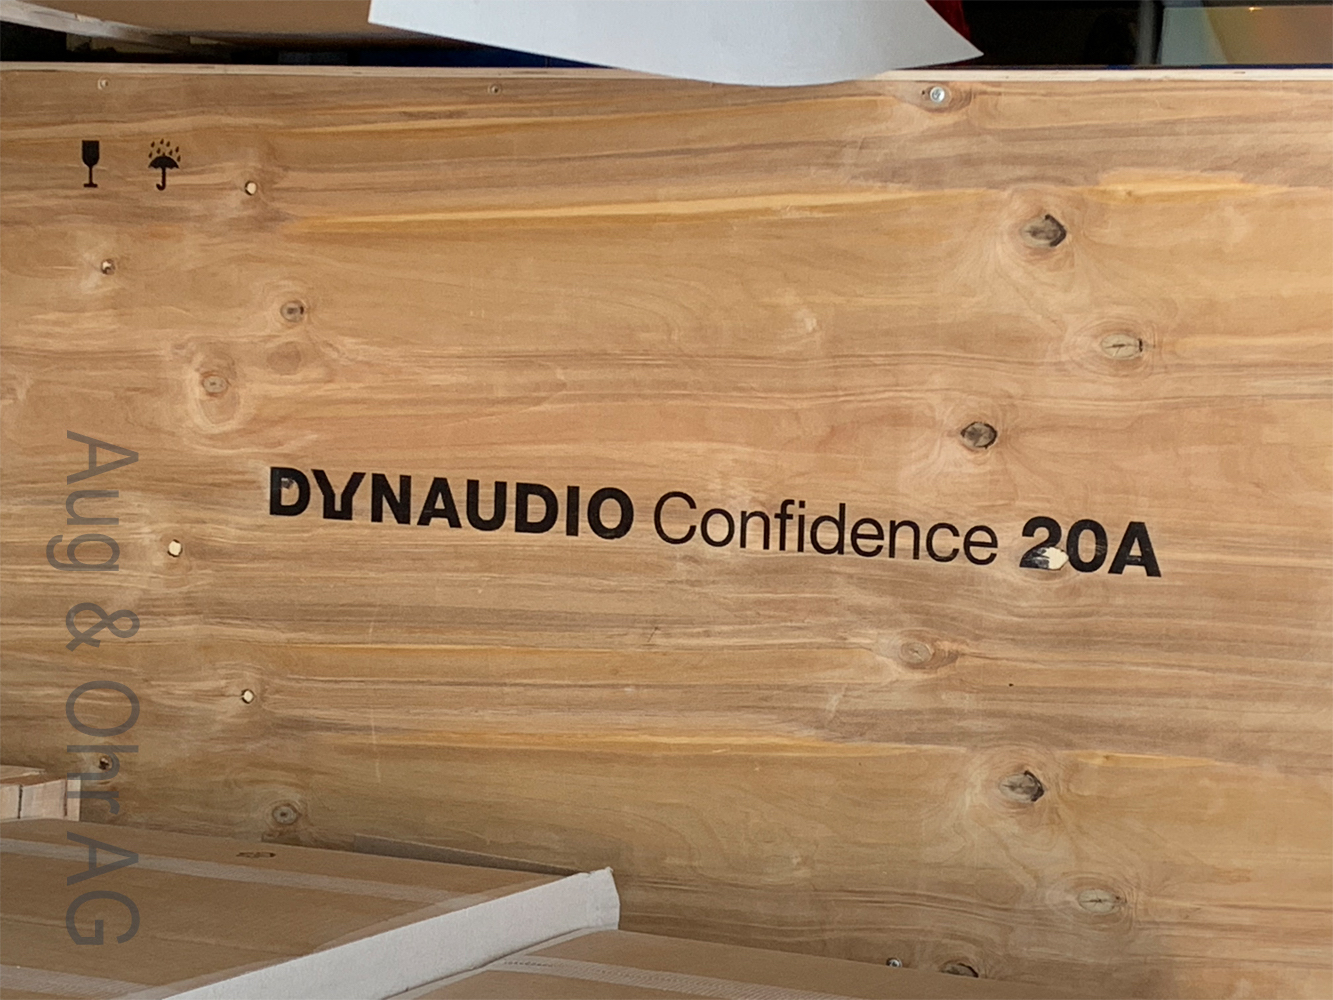 DYNAUDIO Confidence 20A
Aug & Ohr AG